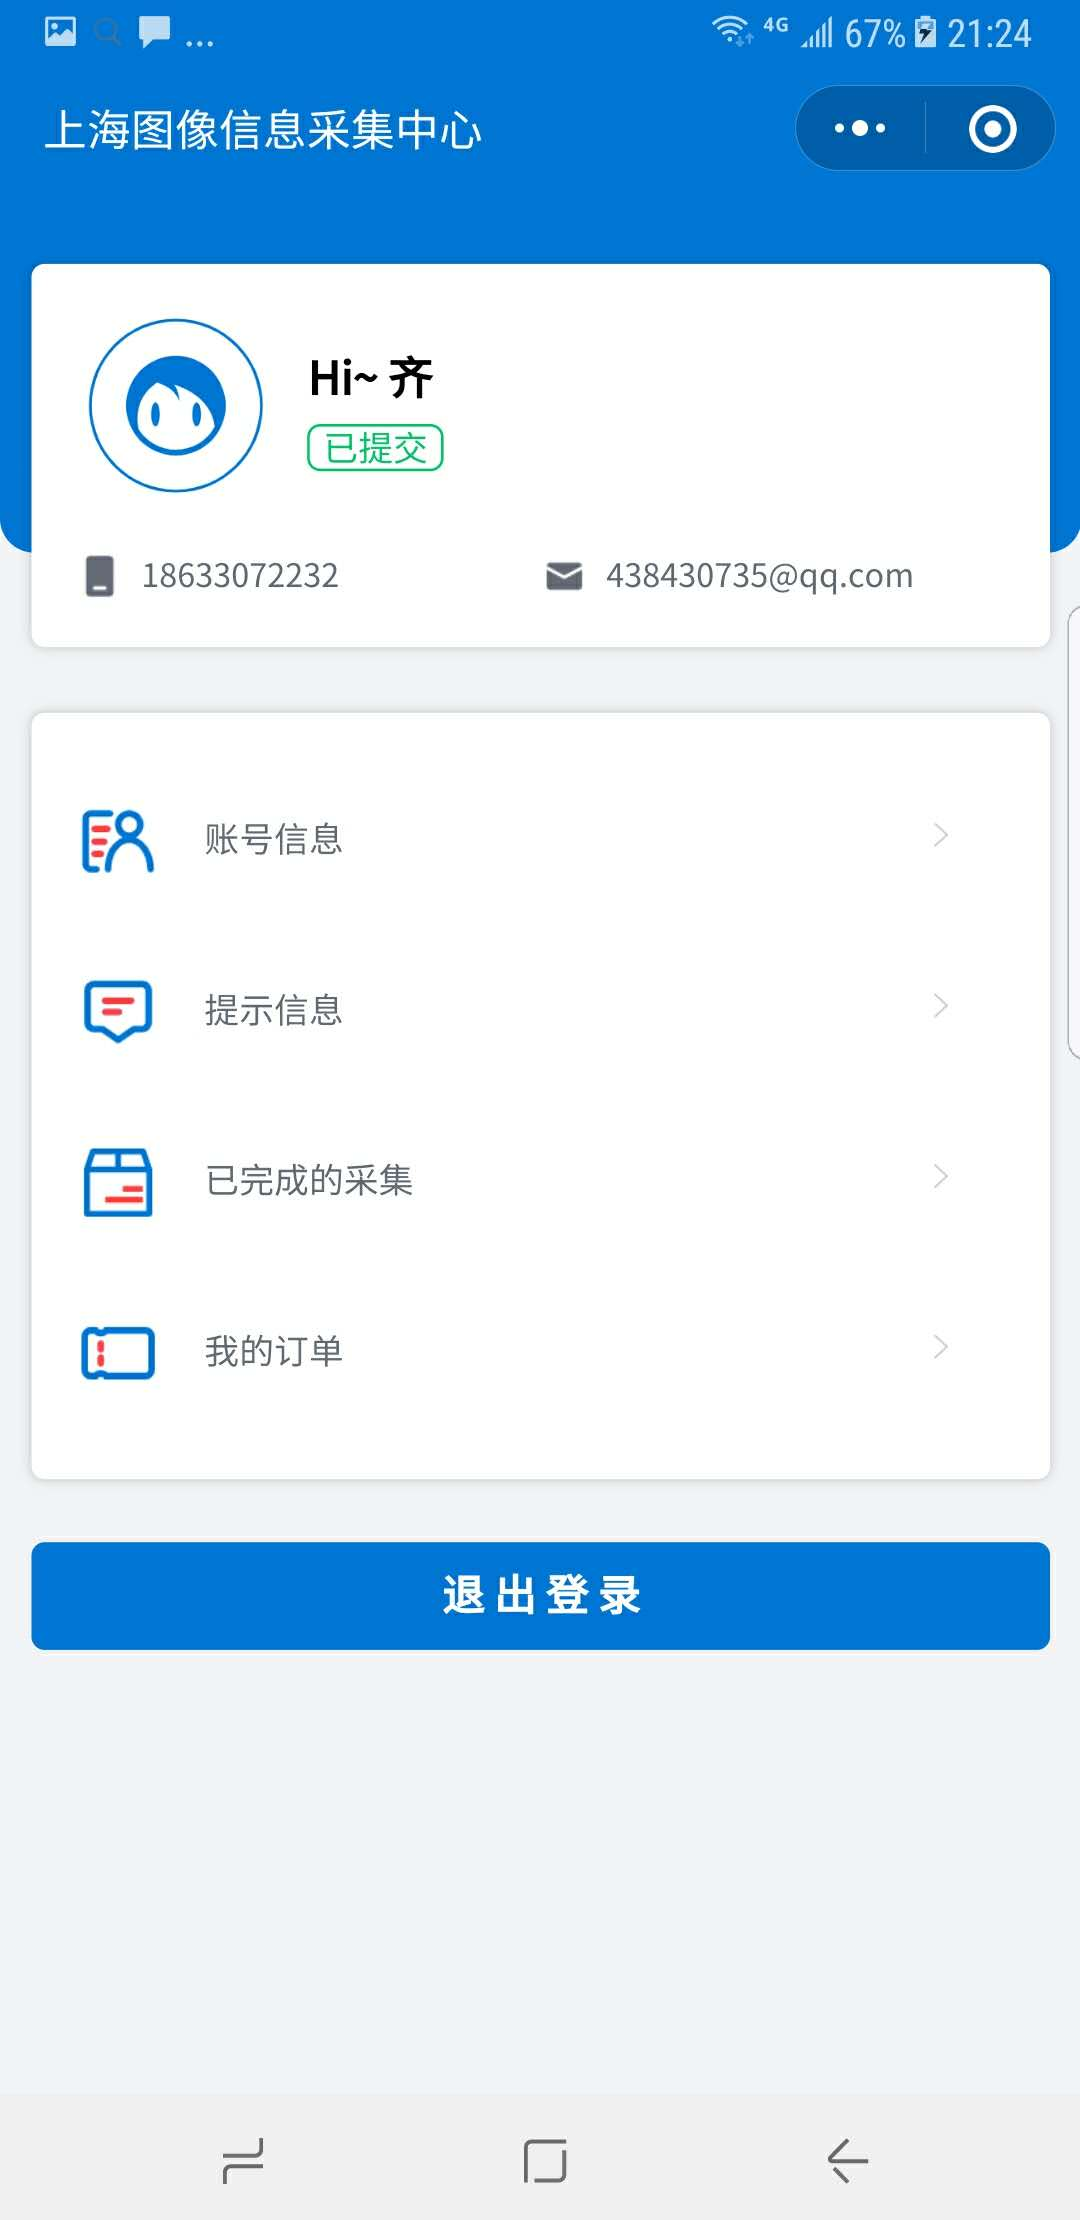 4G 67% 21:24
上海图像信息采集中心
Hi~ 齐
已提交
18633072232 438430735@qq.com
账号信息
提示信息
已完成的采集
我的订单
退出登录